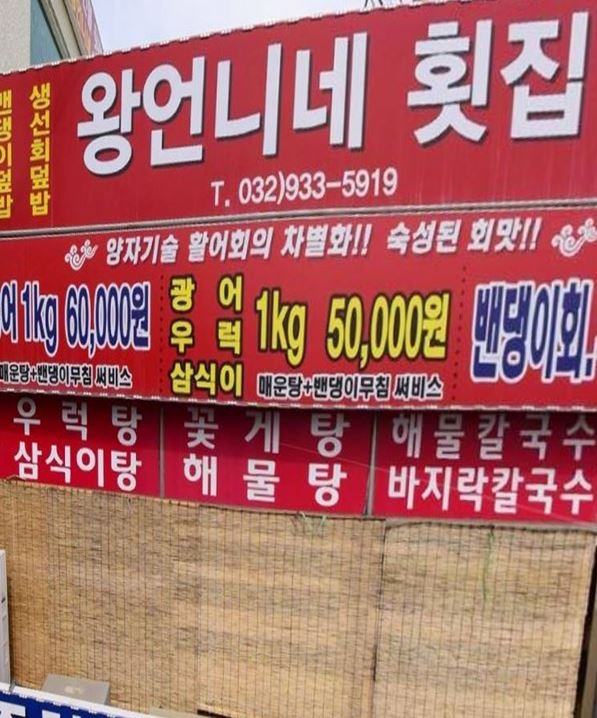 왕언니네 횟집
밴댕이덮밥
생선회덮밥
T. 032)933-5919
양자기술 활어회의 차별화!! 숙성된 회맛!!
어 1kg 60,000원
매운탕+밴댕이무침 써비스
광어
우럭
삼식이
1kg 50,000원
매운탕+밴댕이무침 써비스
밴댕이회.
우럭탕
삼식이탕
꽃게탕
해물탕
해물칼국수
바지락칼국수